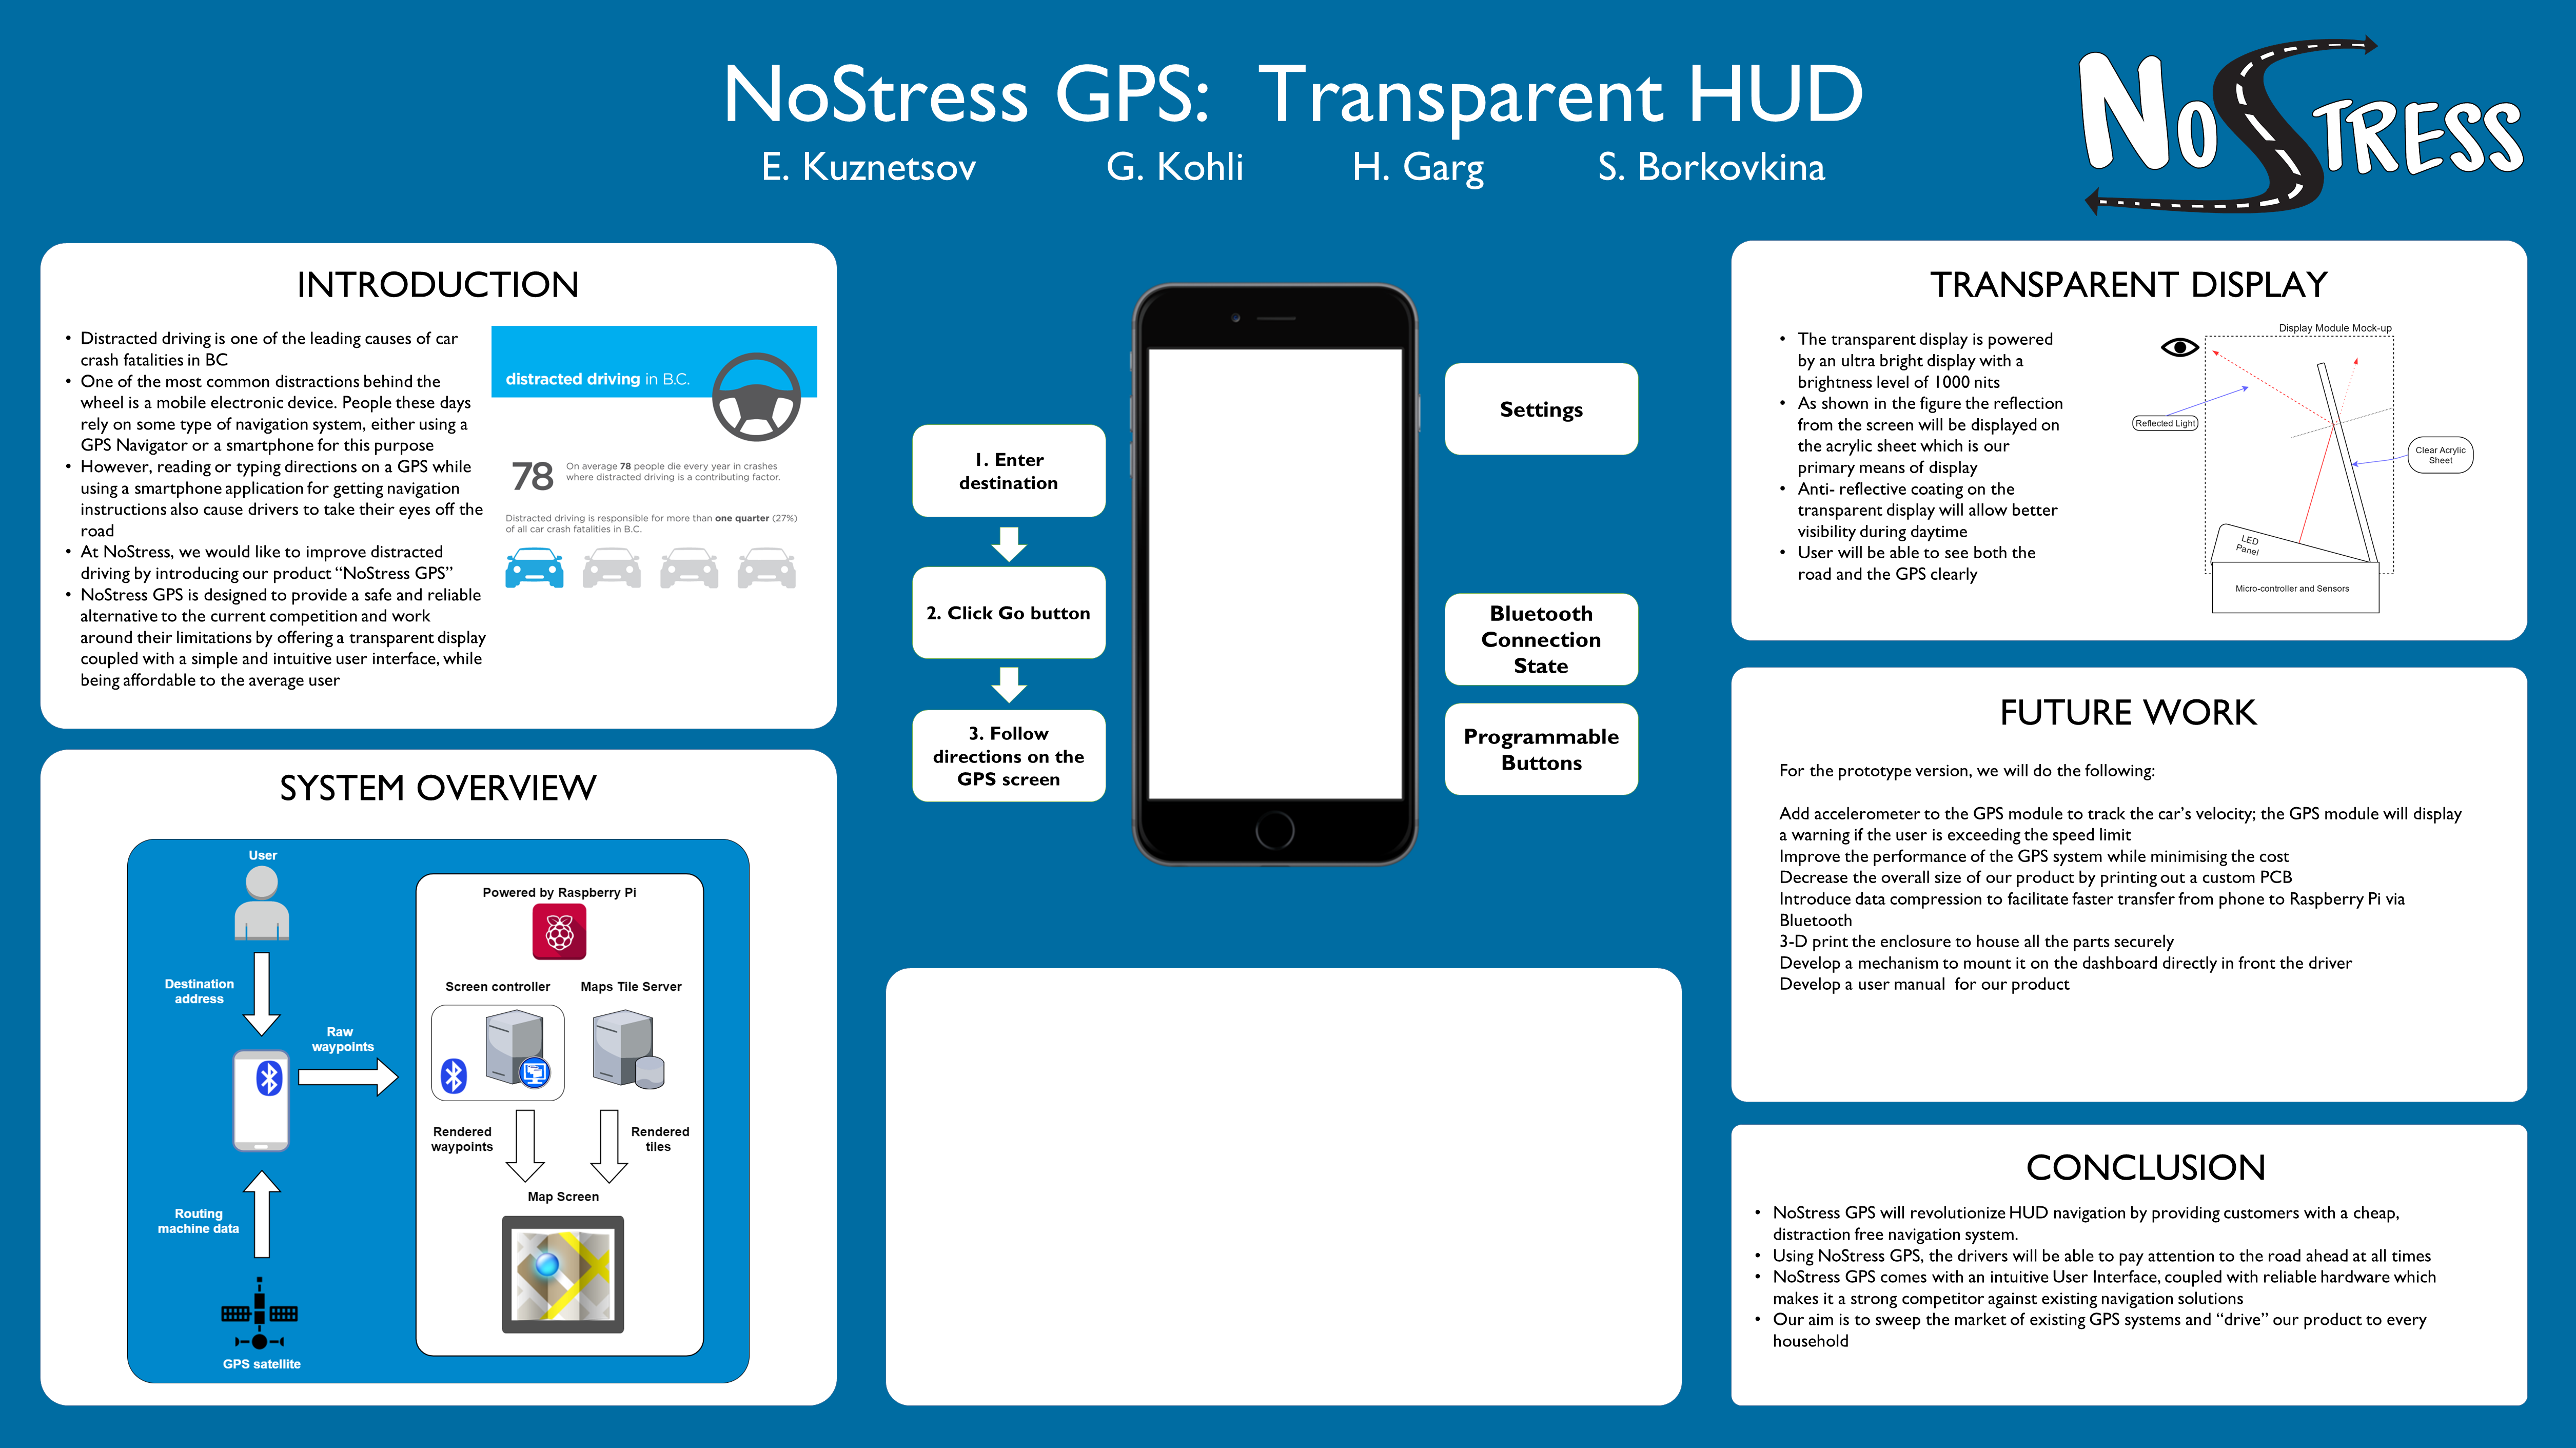 NoStress GPS:  Transparent HUD
E. Kuznetsov G. Kohli H. Garg S. Borkovkina
NoSTRESS
INTRODUCTION
• Distracted driving is one of the leading causes of car
crash fatalities in BC
• One of the most common distractions behind the
wheel is a mobile electronic device. People these days
rely on some type of navigation system, either using a
GPS Navigator or a smartphone for this purpose
• However, reading or typing directions on a GPS while
using a smartphone application for getting navigation
instructions also cause drivers to take their eyes off the
road
• At NoStress, we would like to improve distracted
driving by introducing our product “NoStress GPS”
• NoStress GPS is designed to provide a safe and reliable
alternative to the current competition and work
around their limitations by offering a transparent display
coupled with a simple and intuitive user interface, while
being affordable to the average user
distracted driving in B.C.
78
On average 78 people die every year in crashes
where distracted driving is a contributing factor.
Distracted driving is responsible for more than one quarter (27%)
of all car crash fatalities in B.C.
SYSTEM OVERVIEW
User
Destination
address
Raw
waypoints
Routing
machine data
GPS satellite
Powered by Raspberry Pi
Screen controller
Maps Tile Server
Rendered
waypoints
Rendered
tiles
Map Screen
1. Enter
destination
2. Click Go button
3. Follow
directions on the
GPS screen
Settings
Bluetooth
Connection
State
Programmable
Buttons
TRANSPARENT DISPLAY
• The transparent display is powered
by an ultra bright display with a
brightness level of 1000 nits
• As shown in the figure the reflection
from the screen will be displayed on
the acrylic sheet which is our
primary means of display
• Anti- reflective coating on the
transparent display will allow better
visibility during daytime
• User will be able to see both the
road and the GPS clearly
Display Module Mock-up
Reflected Light
Clear Acrylic
Sheet
LED
Panel
Micro-controller and Sensors
FUTURE WORK
For the prototype version, we will do the following:
Add accelerometer to the GPS module to track the car’s velocity; the GPS module will display
a warning if the user is exceeding the speed limit
Improve the performance of the GPS system while minimising the cost
Decrease the overall size of our product by printing out a custom PCB
Introduce data compression to facilitate faster transfer from phone to Raspberry Pi via
Bluetooth
3-D print the enclosure to house all the parts securely
Develop a mechanism to mount it on the dashboard directly in front the driver
Develop a user manual  for our product
CONCLUSION
• NoStress GPS will revolutionize HUD navigation by providing customers with a cheap,
distraction free navigation system.
• Using NoStress GPS, the drivers will be able to pay attention to the road ahead at all times
• NoStress GPS comes with an intuitive User Interface, coupled with reliable hardware which
makes it a strong competitor against existing navigation solutions
• Our aim is to sweep the market of existing GPS systems and “drive” our product to every
household